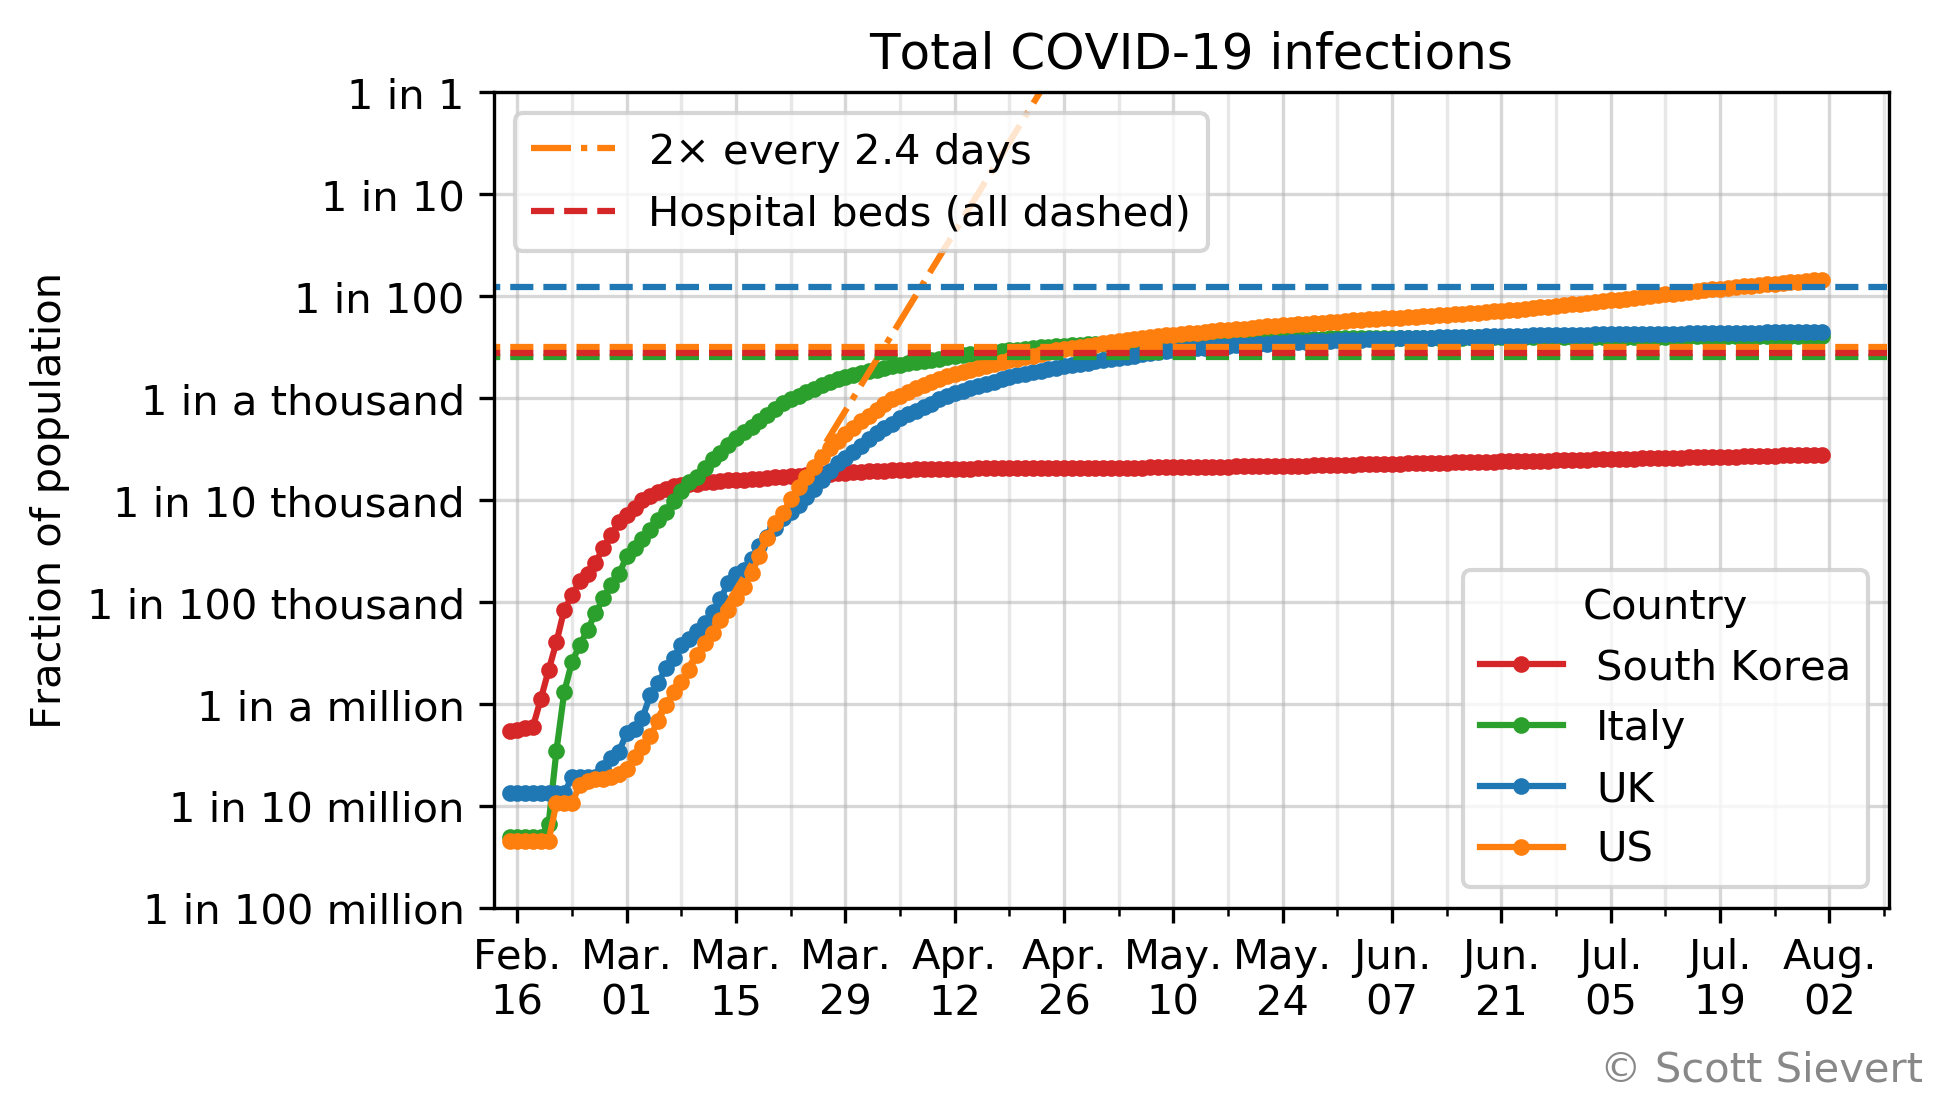 Total COVID-19 infections
1 in 1
1 in 10
1 in 100
1 in a thousand
1 in 10 thousand
1 in 100 thousand
1 in a million
1 in 10 million
1 in 100 million
Fraction of population
2× every 2.4 days
Hospital beds (all dashed)
Country
South Korea
Italy
UK
US
Feb. Mar. Mar. Mar. Apr. Apr. May. May. Jun. Jun. Jul. Jul. Aug.
16 01 15 29 12 26 10 24 07 21 05 19 02
© Scott Sievert